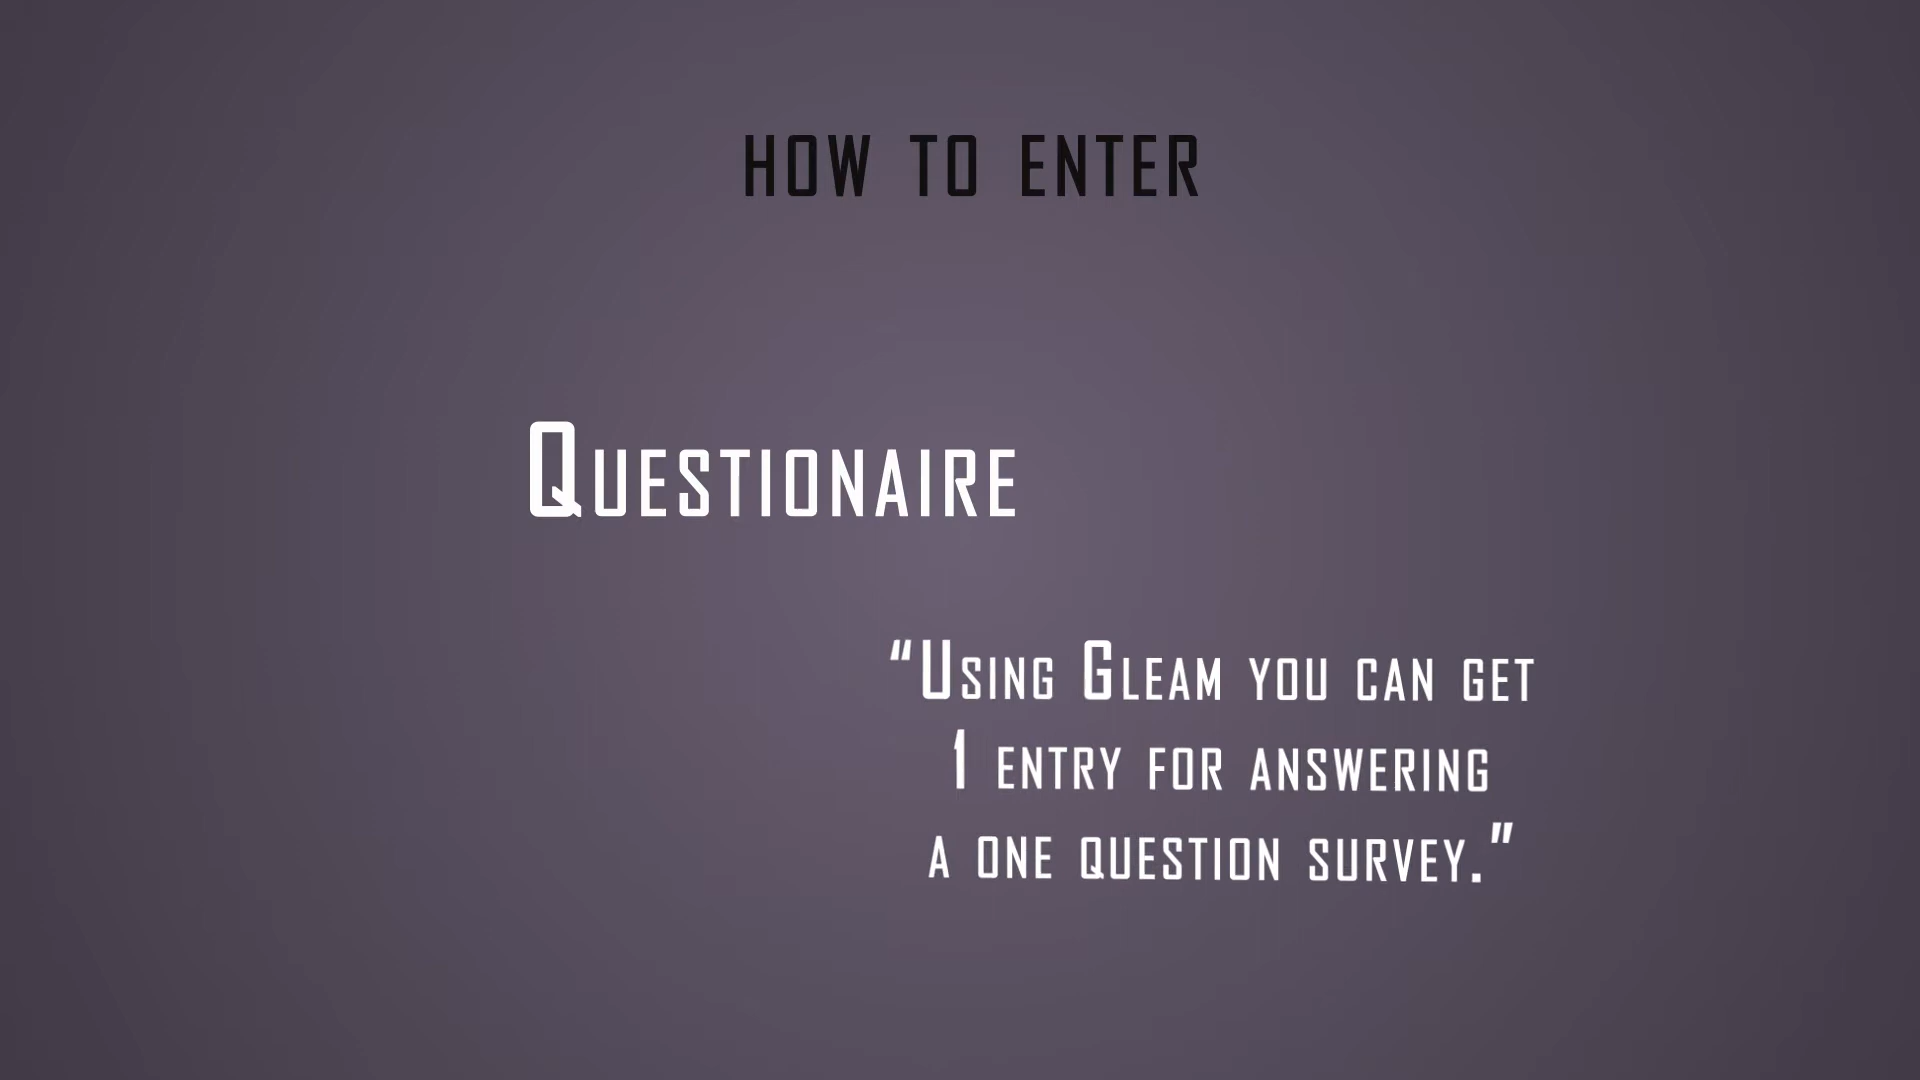 HOW TO ENTER
Questionaire
“Using Gleam you can get
1 entry for answering
a one question survey.”